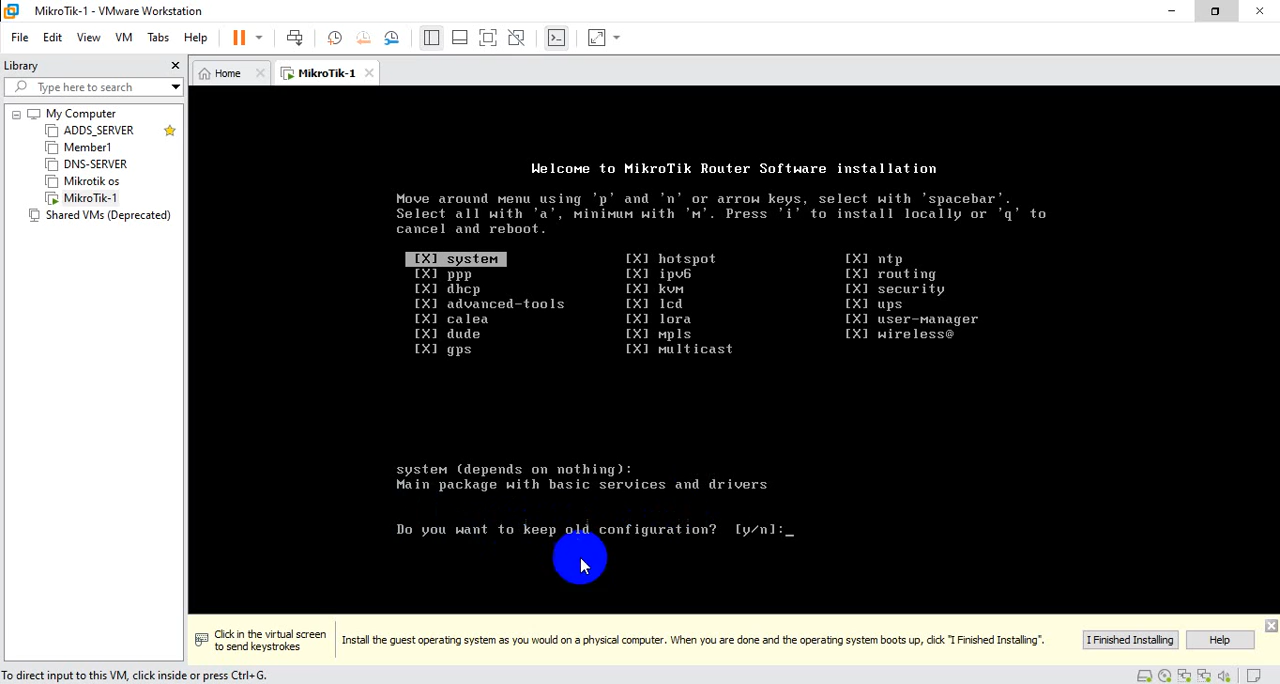 MikroTik-1 - VMware Workstation
File Edit View VM Tabs Help
Library
Home MikroTik-1
Type here to search
My Computer
ADDS_SERVER
Member1
DNS-SERVER
Mikrotik os
MikroTik-1
Shared VMs (Deprecated)
Welcome to MikroTik Router Software installation
Move around menu using 'p' and 'n' or arrow keys, select with 'spacebar'.
Select all with 'a', minimum with 'm'. Press 'i' to install locally or 'q' to
cancel and reboot.
[X] system [X] hotspot [X] ntp
[X] ppp [X] ipv6 [X] routing
[X] dhcp [X] kvm [X] security
[X] advanced-tools [X] lcd [X] ups
[X] calea [X] lora [X] user-manager
[X] dude [X] mpls [X] wireless@
[X] gps [X] multicast
system (depends on nothing):
Main package with basic services and drivers
Do you want to keep old configuration? [y/n]:_
Click in the virtual screen
to send keystrokes
Install the guest operating system as you would on a physical computer. When you are done and the operating system boots up, click "I Finished Installing".
I Finished Installing
Help
To direct input to this VM, click inside or press Ctrl+G.